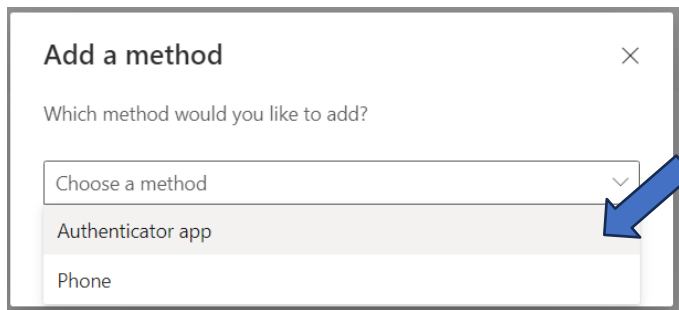 Add a method
Which method would you like to add?
Choose a method
Authenticator app
Phone